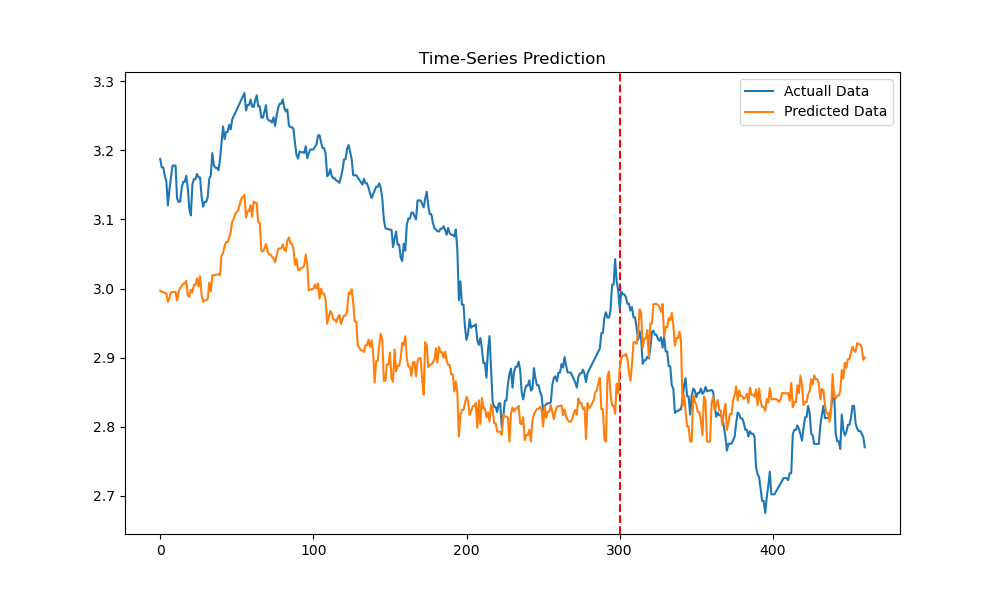 Time-Series Prediction
Actuall Data
Predicted Data
3.3
3.2
3.1
3.0
2.9
2.8
2.7
0 100 200 300 400